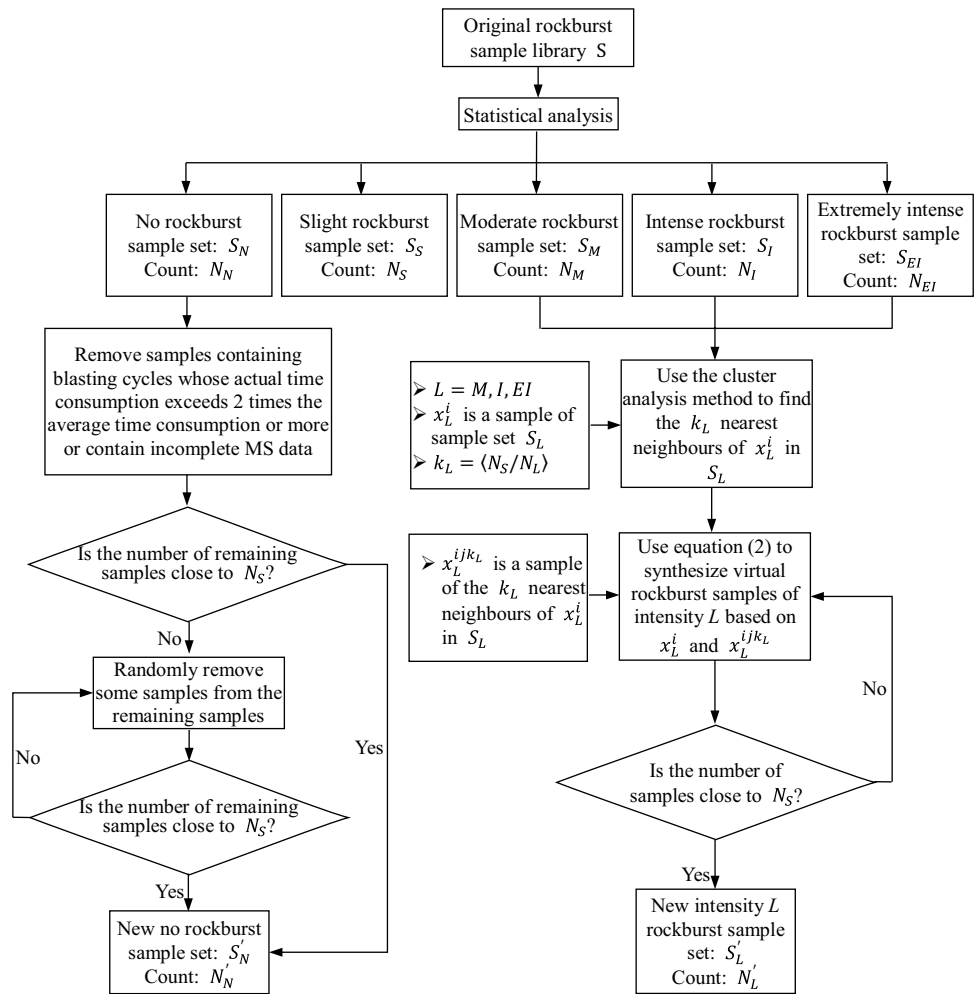 Original rockburst
sample library S
Statistical analysis
No rockburst
sample set: S_N
Count: N_N
Slight rockburst
sample set: S_S
Count: N_S
Moderate rockburst
sample set: S_M
Count: N_M
Intense rockburst
sample set: S_I
Count: N_I
Extremely intense
rockburst sample
set: S_{EI}
Count: N_{EI}
Remove samples containing
blasting cycles whose actual time
consumption exceeds 2 times the
average time consumption or more
or contain incomplete MS data
Is the number of remaining
samples close to N_S?
No
Yes
Randomly remove
some samples from the
remaining samples
No
Is the number of remaining
samples close to N_S?
Yes
New no rockburst
sample set: S_N'
Count: N_N'
➢ L = M, I, EI
➢ x_L^i is a sample of
sample set S_L
➢ k_L = ⟨N_S/N_L⟩
Use the cluster
analysis method to find
the k_L nearest
neighbours of x_L^i in
S_L
➢ x_L^{ijk_L} is a sample
of the k_L nearest
neighbours of x_L^i
in S_L
Use equation (2) to
synthesize virtual
rockburst samples of
intensity L based on
x_L^i and x_L^{ijk_L}
No
Is the number of
samples close to N_S?
Yes
New intensity L
rockburst sample
set: S_L'
Count: N_L'